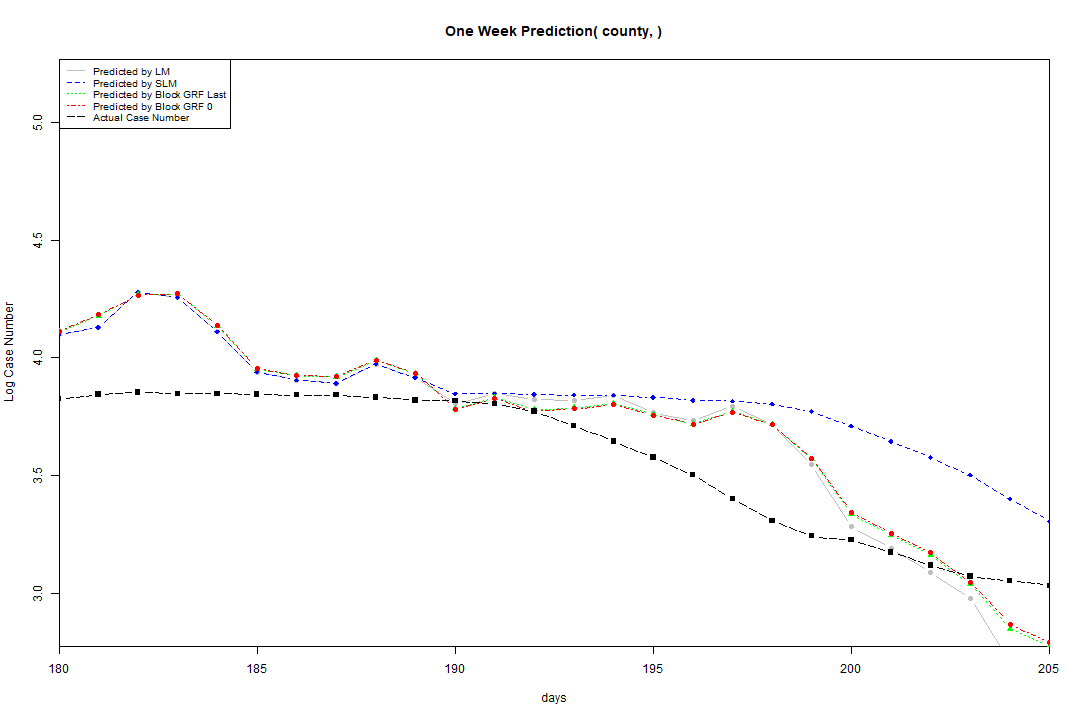 One Week Prediction( county, )
Predicted by LM
Predicted by SLM
Predicted by Block GRF Last
Predicted by Block GRF 0
Actual Case Number
5.0
4.5
4.0
3.5
3.0
Log Case Number
180
185
190
195
200
205
days